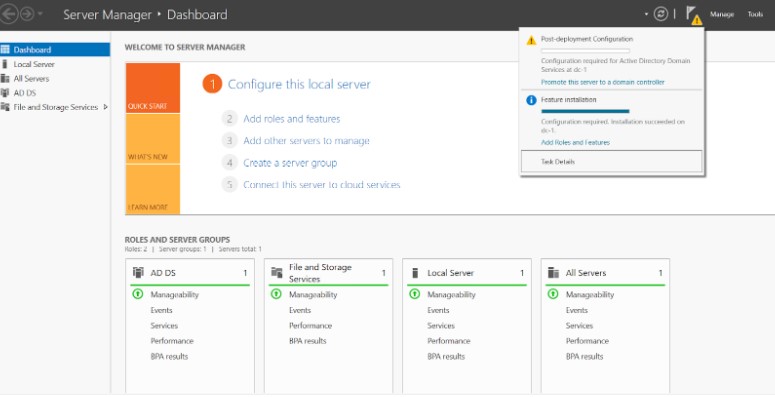 Server Manager • Dashboard
Manage Tools
Dashboard
Local Server
All Servers
AD DS
File and Storage Services
WELCOME TO SERVER MANAGER
QUICK START
WHAT'S NEW
LEARN MORE
1 Configure this local server
2 Add roles and features
3 Add other servers to manage
4 Create a server group
5 Connect this server to cloud services
Post-deployment Configuration
Configuration required for Active Directory Domain
Services at dc-1
Promote this server to a domain controller
Feature installation
Configuration required. Installation succeeded on
dc-1.
Add Roles and Features
Task Details
ROLES AND SERVER GROUPS
Roles: 2 | Server groups: 1 | Servers total: 1
AD DS 1
Manageability
Events
Services
Performance
BPA results
File and Storage
Services 1
Manageability
Events
Performance
BPA results
Local Server 1
Manageability
Events
Services
Performance
BPA results
All Servers 1
Manageability
Events
Services
Performance
BPA results